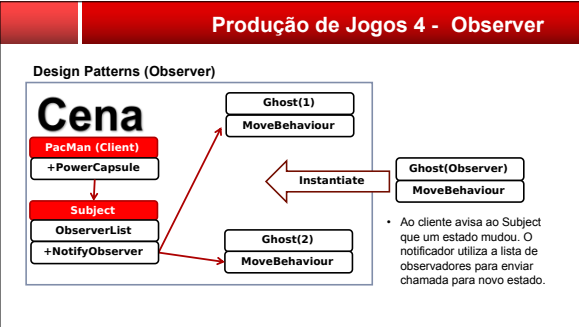 Produção de Jogos 4 -  Observer
Design Patterns (Observer)
Cena
PacMan (Client)
+PowerCapsule
Subject
ObserverList
+NotifyObserver
Ghost(1)
MoveBehaviour
Instantiate
Ghost(2)
MoveBehaviour
Ghost(Observer)
MoveBehaviour
• Ao cliente avisa ao Subject
que um estado mudou. O
notificador utiliza a lista de
observadores para enviar
chamada para novo estado.